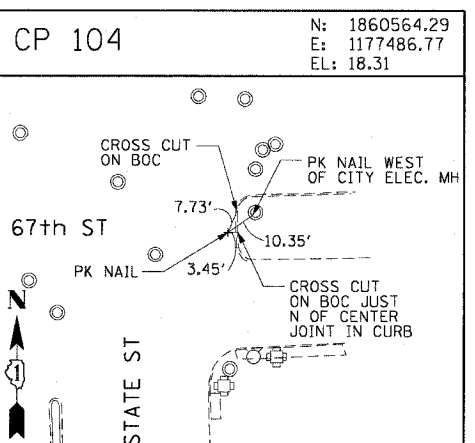 CP 104
N: 1860564.29
E: 1177486.77
EL: 18.31
CROSS CUT
ON BOC
PK NAIL WEST
OF CITY ELEC. MH
7.73'
67th ST
10.35'
PK NAIL
3.45'
CROSS CUT
ON BOC JUST
N OF CENTER
JOINT IN CURB
N
1
STATE ST